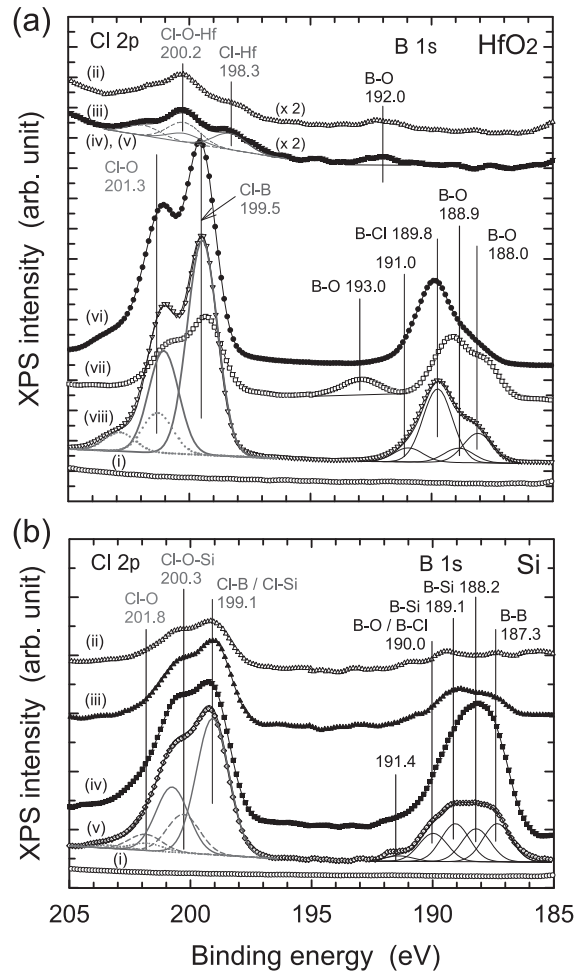 (a)
Cl 2p
Cl-O-Hf
200.2
Cl-Hf
198.3
B 1s
HfO2
(ii)
(iii)
(x 2)
B-O
192.0
(iv), (v)
(x 2)
Cl-O
201.3
Cl-B
199.5
B-O
188.9
B-Cl 189.8
B-O
188.0
191.0
B-O 193.0
(vi)
(vii)
(viii)
(i)
XPS intensity (arb. unit)
(b)
Cl 2p
Cl-O-Si
200.3
Cl-O
201.8
Cl-B / Cl-Si
199.1
B 1s
Si
B-Si 188.2
B-Si 189.1
B-O / B-Cl
190.0
B-B
187.3
(ii)
(iii)
(iv)
191.4
(v)
(i)
XPS intensity (arb. unit)
205 200 195 190 185
Binding energy (eV)